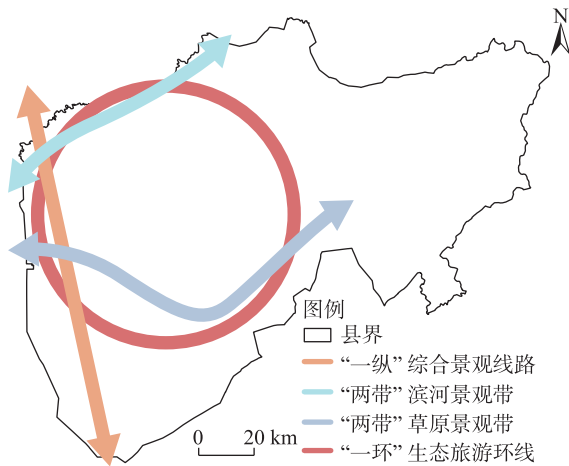 N
图例
县界
“一纵” 综合景观线路
“两带” 滨河景观带
“两带” 草原景观带
“一环” 生态旅游环线
0 20 km